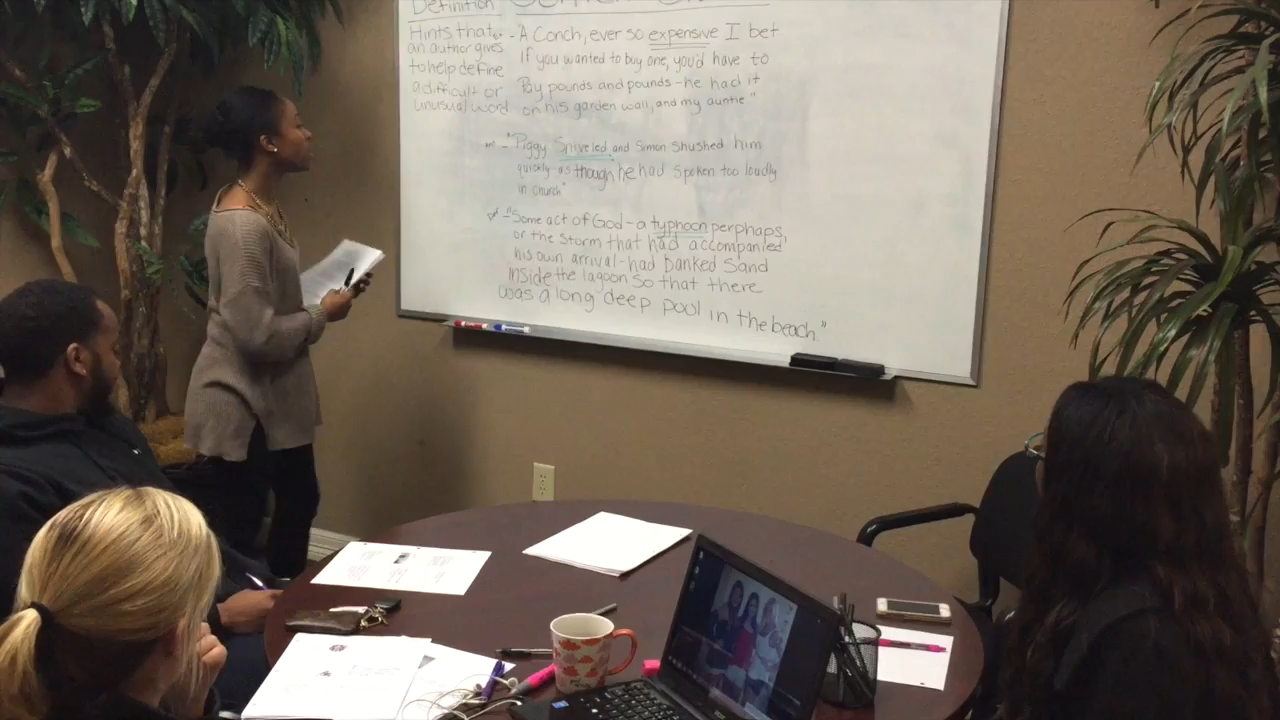 Definition
Hints that
an author gives
to help define
a difficult or
unusual word
- "A Conch, ever so expensive I bet
If you wanted to buy one, you'd have to
Pay pounds and pounds - he had it
on his garden wall, and my auntie"
- "Piggy Sniveled and Simon shushed him
quickly as though he had spoken too loudly
in church"
- "Some act of God - a typhoon perphaps,
or the storm that had accompanied
his own arrival - had banked sand
inside the lagoon so that there
was a long deep pool in the beach."